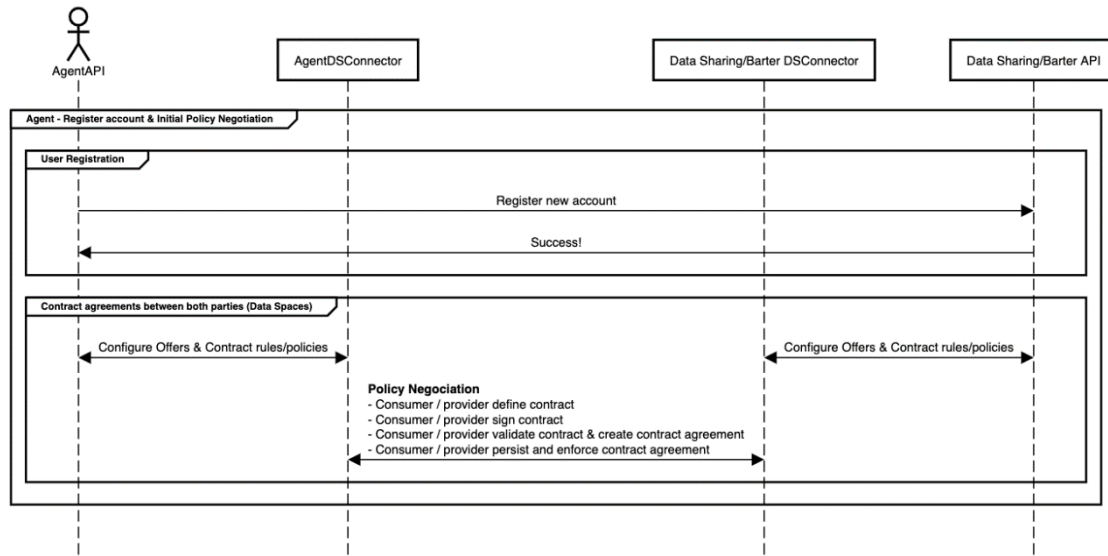 AgentAPI
AgentDSConnector
Data Sharing/Barter DSConnector
Data Sharing/Barter API
Agent - Register account & Initial Policy Negotiation
User Registration
Register new account
Success!
Contract agreements between both parties (Data Spaces)
Configure Offers & Contract rules/policies
Configure Offers & Contract rules/policies
Policy Negociation
- Consumer / provider define contract
- Consumer / provider sign contract
- Consumer / provider validate contract & create contract agreement
- Consumer / provider persist and enforce contract agreement